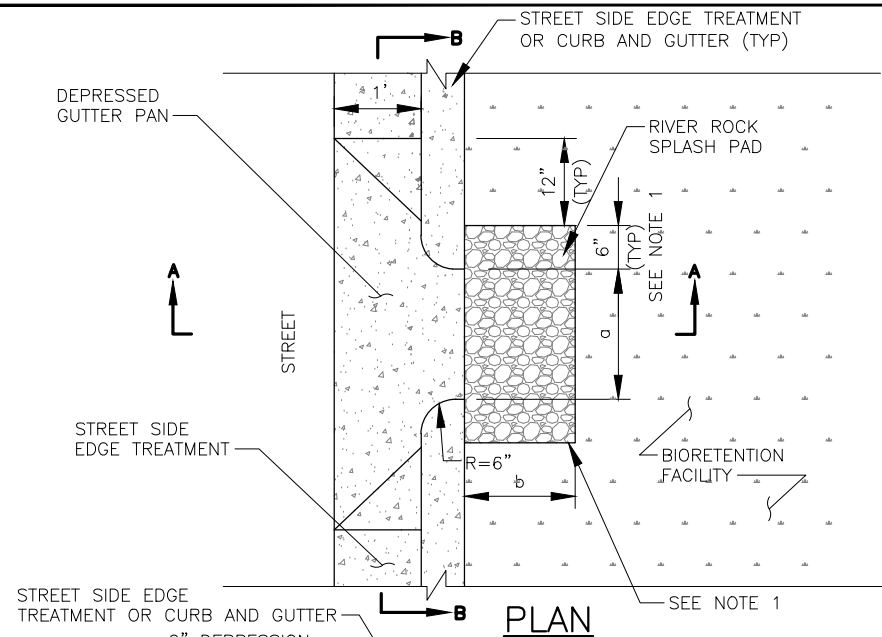 B
STREET SIDE EDGE TREATMENT
OR CURB AND GUTTER (TYP)
DEPRESSED
GUTTER PAN
1'
RIVER ROCK
SPLASH PAD
12"
(TYP)
6"
(TYP)
SEE NOTE 1
A
A
STREET
a
STREET SIDE
EDGE TREATMENT
R=6"
b
BIORETENTION
FACILITY
STREET SIDE EDGE
TREATMENT OR CURB AND GUTTER
B
PLAN
SEE NOTE 1
DEPRESSION